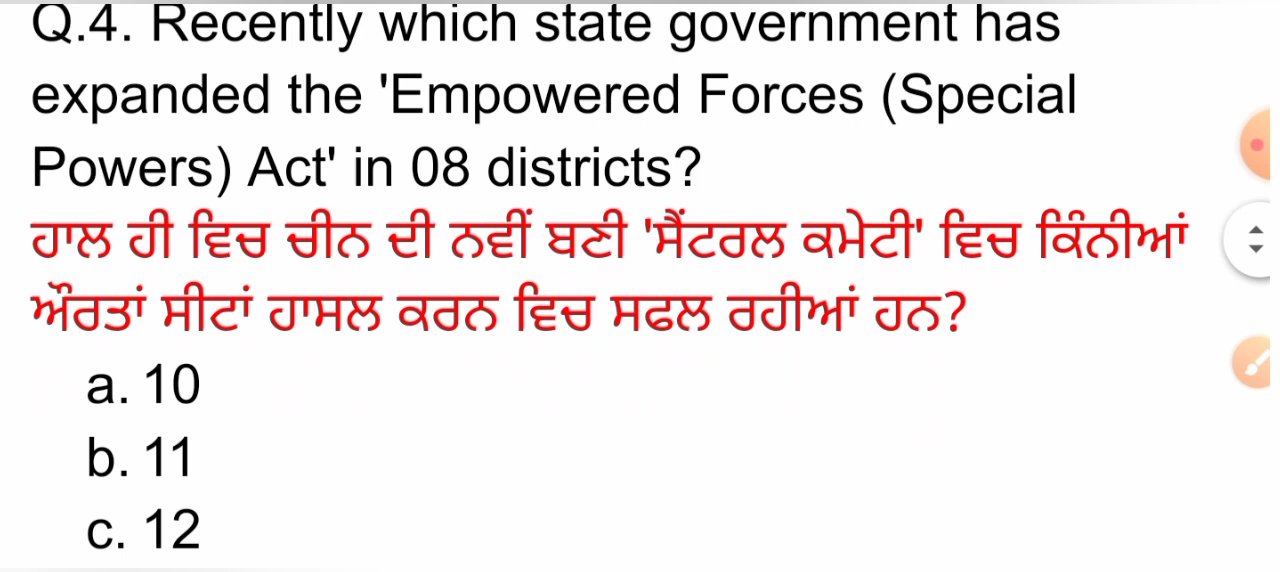 Q.4. Recently which state government has
expanded the 'Empowered Forces (Special
Powers) Act' in 08 districts?
ਹਾਲ ਹੀ ਵਿਚ ਚੀਨ ਦੀ ਨਵੀਂ ਬਣੀ 'ਸੈਂਟਰਲ ਕਮੇਟੀ' ਵਿਚ ਕਿੰਨੀਆਂ
ਔਰਤਾਂ ਸੀਟਾਂ ਹਾਸਲ ਕਰਨ ਵਿਚ ਸਫਲ ਰਹੀਆਂ ਹਨ?
a. 10
b. 11
c. 12